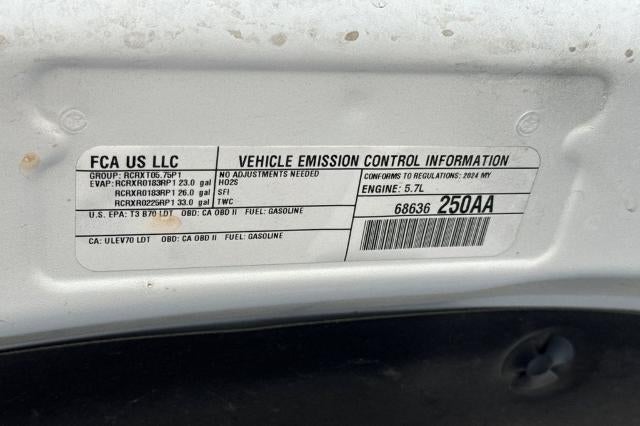 FCA US LLC
VEHICLE EMISSION CONTROL INFORMATION
GROUP: RCRXT05.75P1
EVAP: RCRXR0183RP1 23.0 gal
RCRXR0183RP1 26.0 gal
RCRXR0225RP1 33.0 gal
NO ADJUSTMENTS NEEDED
HO2S
SFI
TWC
CONFORMS TO REGULATIONS: 2024 MY
ENGINE: 5.7L
U.S. EPA: T3 B70 LDT OBD: CA OBD II FUEL: GASOLINE
CA: ULEV70 LDT OBD: CA OBD II FUEL: GASOLINE
68636 250AA